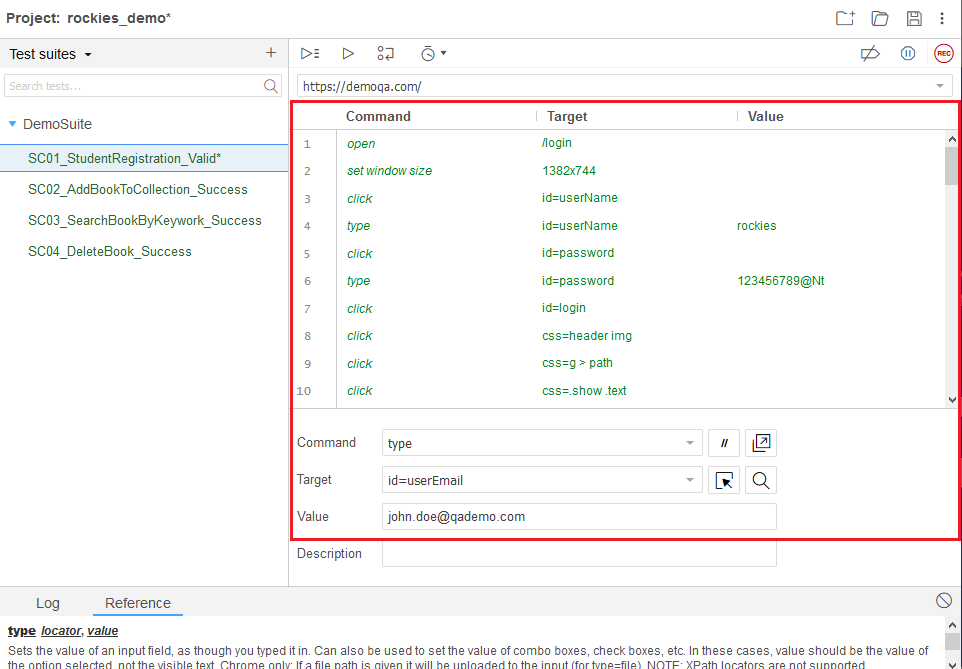 Project: rockies_demo*
Test suites
+
Search tests...
REC
https://demoqa.com/
DemoSuite
SC01_StudentRegistration_Valid*
SC02_AddBookToCollection_Success
SC03_SearchBookByKeywork_Success
SC04_DeleteBook_Success
Command Target Value
1 open /login
2 set window size 1382x744
3 click id=userName
4 type id=userName rockies
5 click id=password
6 type id=password 123456789@Nt
7 click id=login
8 click css=header img
9 click css=g > path
10 click css=.show .text
Command type //
Target id=userEmail
Value john.doe@qademo.com
Description
Log Reference
type locator, value
Sets the value of an input field, as though you typed it in. Can also be used to set the value of combo boxes, check boxes, etc. In these cases, value should be the value of
the option selected, not the visible text. Chrome only: If a file path is given it will be uploaded to the input (for type=file). NOTE: XPath locators are not supported.